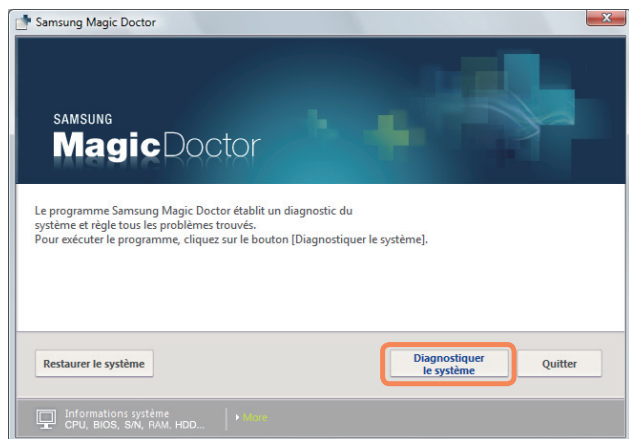 Samsung Magic Doctor
SAMSUNG
MagicDoctor
Le programme Samsung Magic Doctor établit un diagnostic du
système et règle tous les problèmes trouvés.
Pour exécuter le programme, cliquez sur le bouton [Diagnostiquer le système].
Restaurer le système
Diagnostiquer
le système
Quitter
Informations système
CPU, BIOS, S/N, RAM, HDD...
More